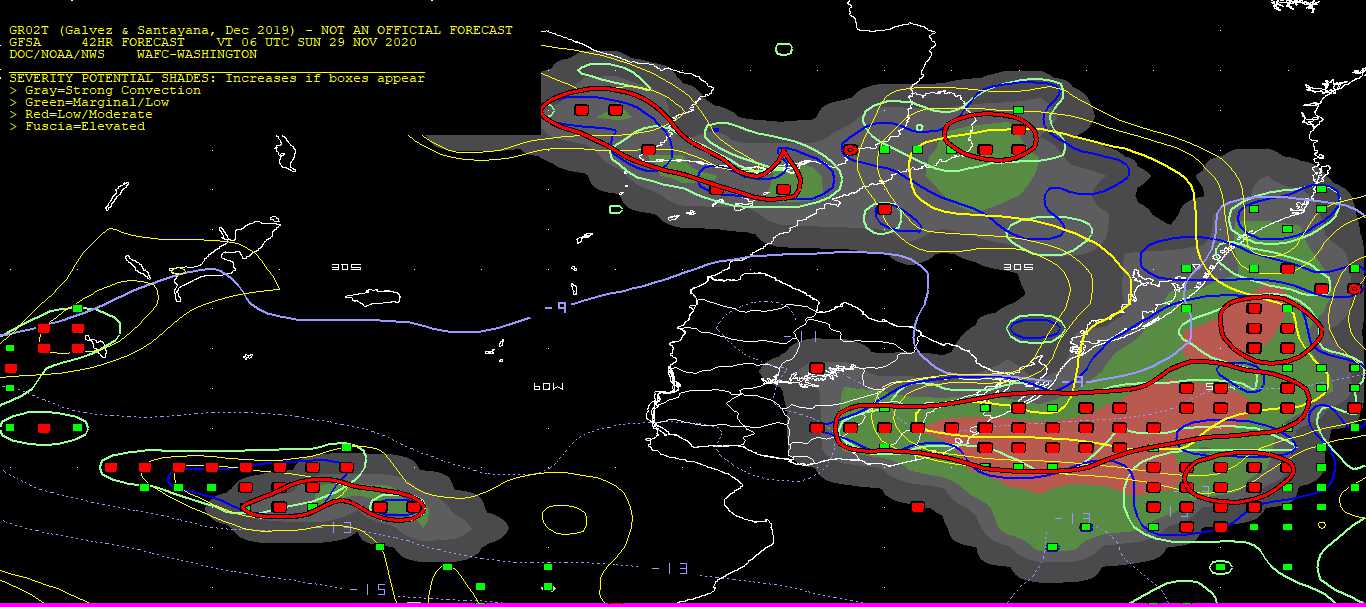 GR02T (Galvez & Santayana, Dec 2019) - NOT AN OFFICIAL FORECAST
GFSA 42HR FORECAST VT 06 UTC SUN 29 NOV 2020
DOC/NOAA/NWS WAFC-WASHINGTON
SEVERITY POTENTIAL SHADES: Increases if boxes appear
> Gray=Strong Convection
> Green=Marginal/Low
> Red=Low/Moderate
> Fuscia=Elevated
30S
30S
-9
60W
-9
-13
-13
-13
-15